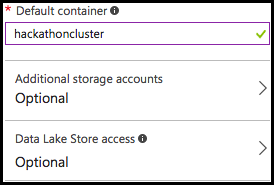 * Default container
hackathoncluster
Additional storage accounts
Optional
Data Lake Store access
Optional